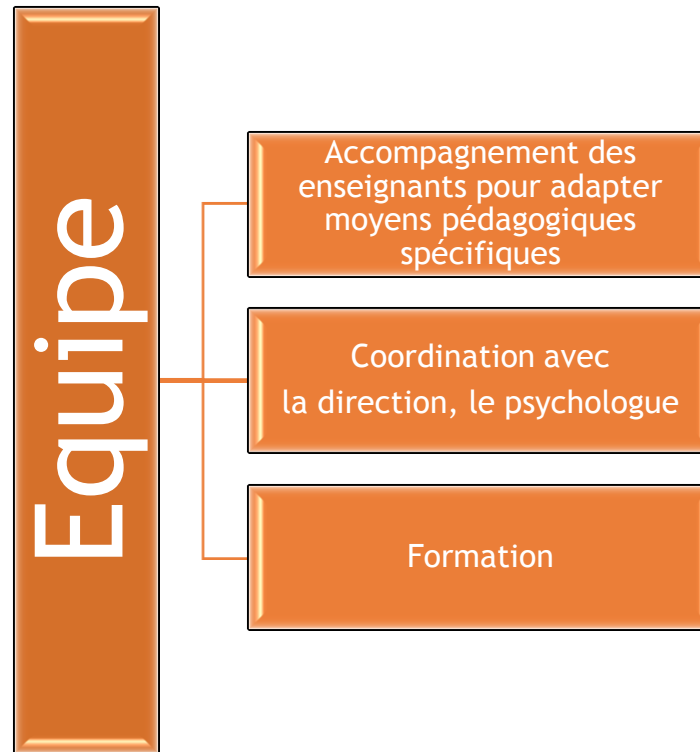 Equipe
Accompagnement des
enseignants pour adapter
moyens pédagogiques
spécifiques
Coordination avec
la direction, le psychologue
Formation